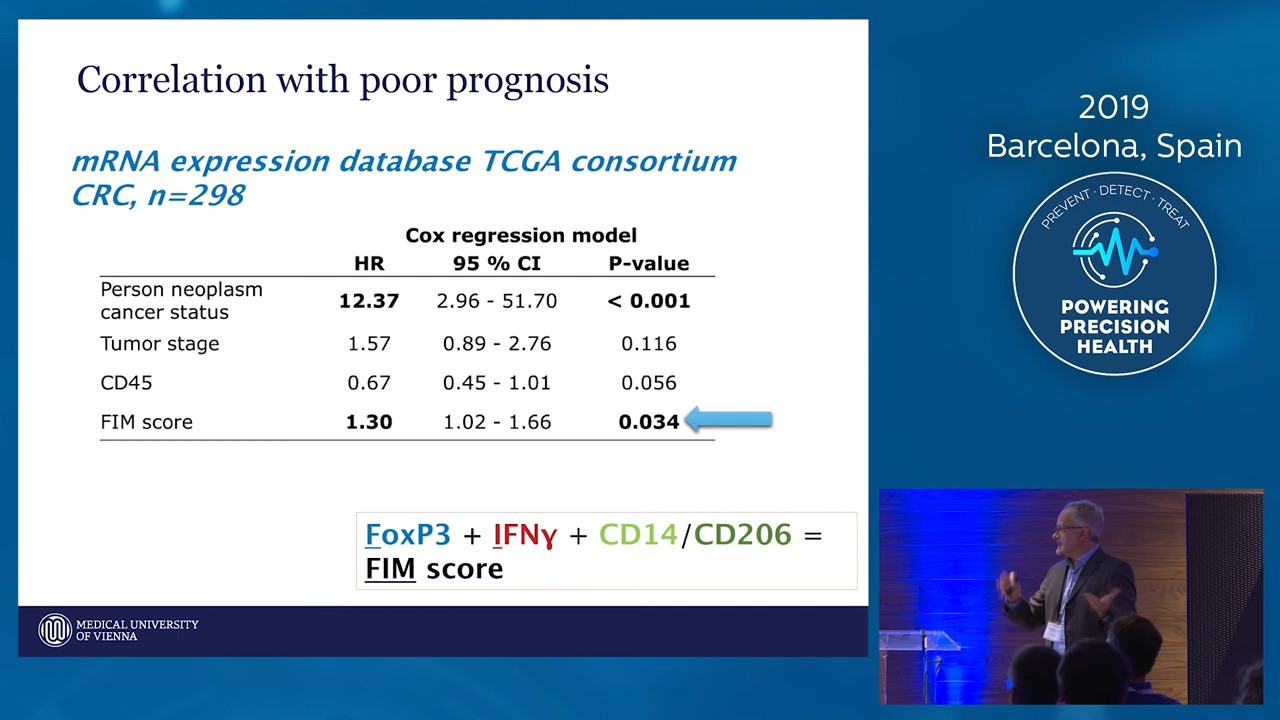 Correlation with poor prognosis
mRNA expression database TCGA consortium
CRC, n=298
Cox regression model
HR 95 % CI P-value
Person neoplasm
cancer status 12.37 2.96 - 51.70 < 0.001
Tumor stage 1.57 0.89 - 2.76 0.116
CD45 0.67 0.45 - 1.01 0.056
FIM score 1.30 1.02 - 1.66 0.034
FoxP3 + IFNγ + CD14/CD206 =
FIM score
MEDICAL UNIVERSITY
OF VIENNA
2019
Barcelona, Spain
PREVENT · DETECT · TREAT
POWERING
PRECISION
HEALTH